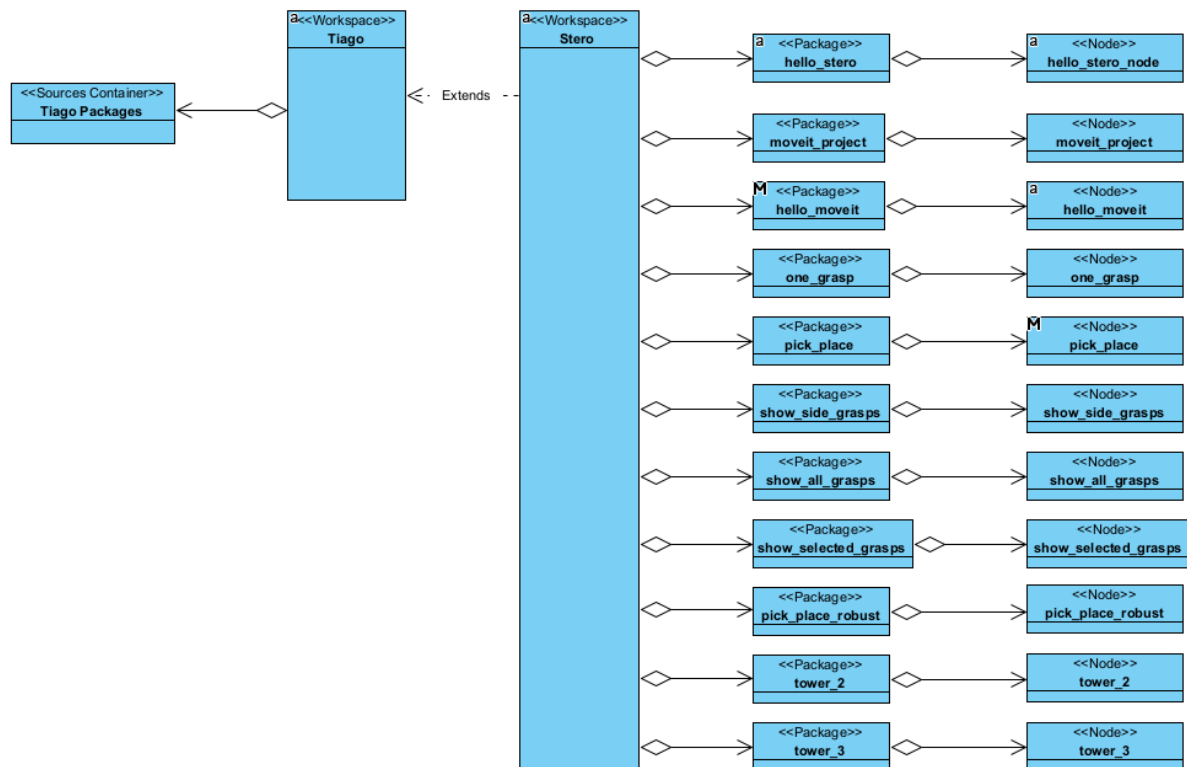 a
<<Workspace>>
Tiago
a
<<Workspace>>
Stero
<<Sources Container>>
Tiago Packages
Extends
a
<<Package>>
hello_stero
a
<<Node>>
hello_stero_node
<<Package>>
moveit_project
<<Node>>
moveit_project
M
<<Package>>
hello_moveit
a
<<Node>>
hello_moveit
<<Package>>
one_grasp
<<Node>>
one_grasp
<<Package>>
pick_place
M
<<Node>>
pick_place
<<Package>>
show_side_grasps
<<Node>>
show_side_grasps
<<Package>>
show_all_grasps
<<Node>>
show_all_grasps
<<Package>>
show_selected_grasps
<<Node>>
show_selected_grasps
<<Package>>
pick_place_robust
<<Node>>
pick_place_robust
<<Package>>
tower_2
<<Node>>
tower_2
<<Package>>
tower_3
<<Node>>
tower_3